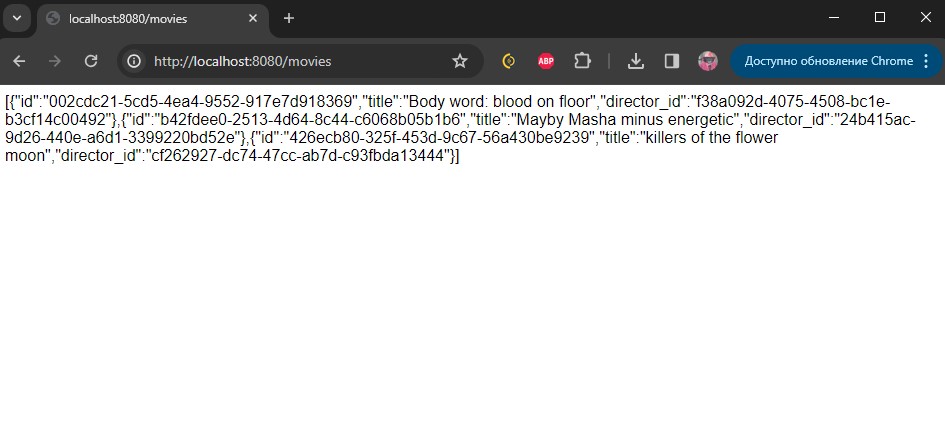 localhost:8080/movies
http://localhost:8080/movies
ABP
Доступно обновление Chrome
[{"id":"002cdc21-5cd5-4ea4-9552-917e7d918369","title":"Body word: blood on floor","director_id":"f38a092d-4075-4508-bc1e-
b3cf14c00492"},{"id":"b42fdee0-2513-4d64-8c44-c6068b05b1b6","title":"Mayby Masha minus energetic","director_id":"24b415ac-
9d26-440e-a6d1-3399220bd52e"},{"id":"426ecb80-325f-453d-9c67-56a430be9239","title":"killers of the flower
moon","director_id":"cf262927-dc74-47cc-ab7d-c93fbda13444"}]